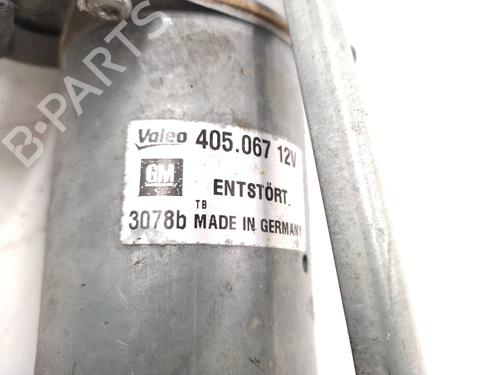 B-PARTS
Valeo 405.067 12V
GM
ENTSTÖRT.
TB
3078b MADE IN GERMANY